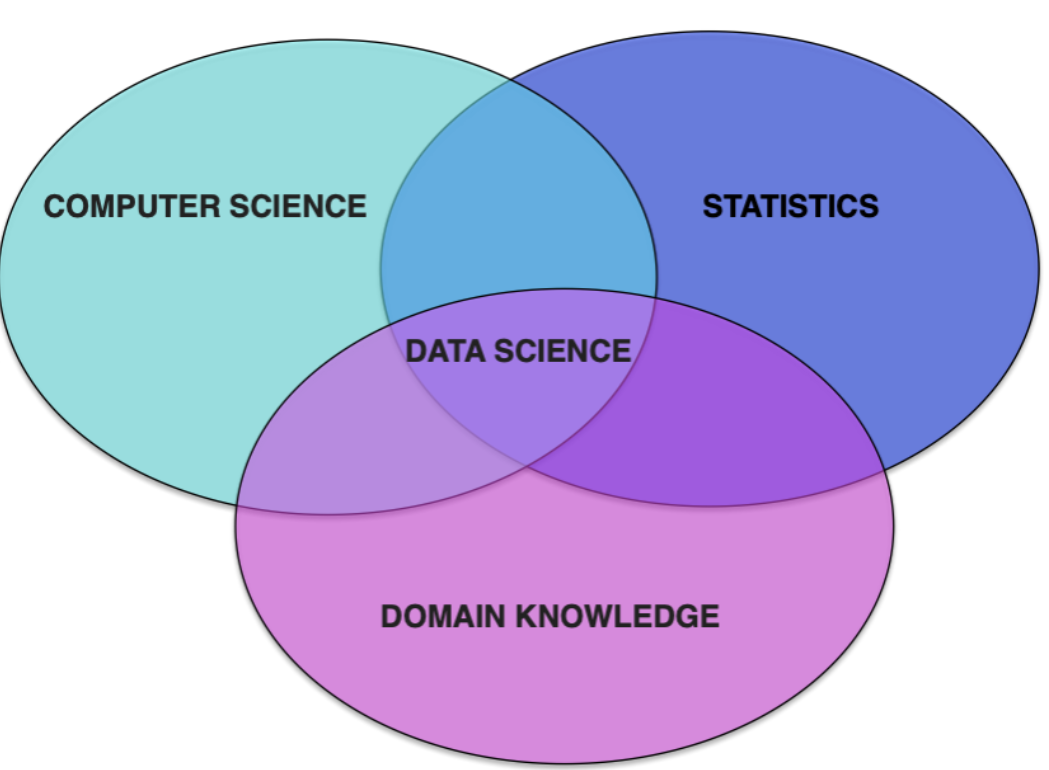 COMPUTER SCIENCE
STATISTICS
DATA SCIENCE
DOMAIN KNOWLEDGE